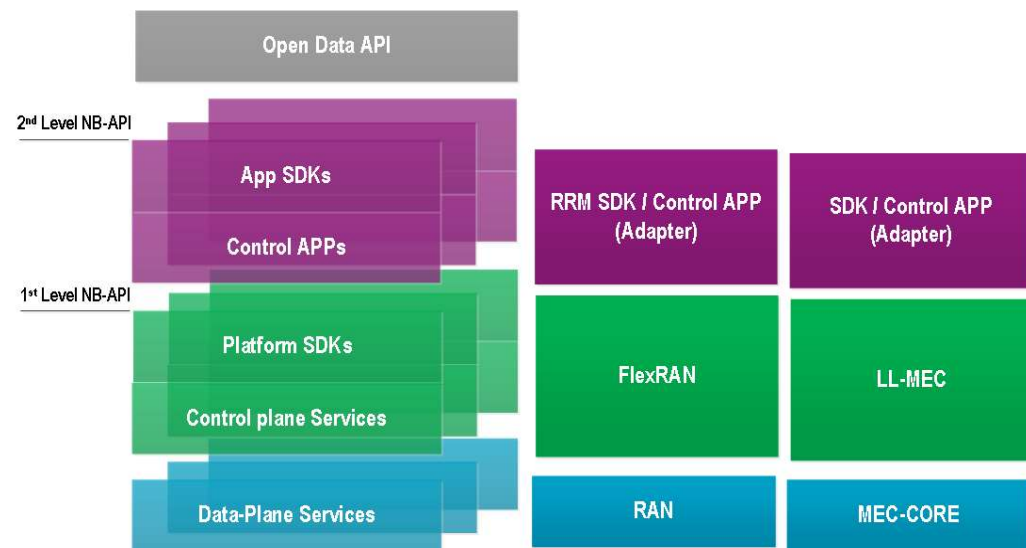 Open Data API
2nd Level NB-API
App SDKs
Control APPs
RRM SDK / Control APP
(Adapter)
SDK / Control APP
(Adapter)
1st Level NB-API
Platform SDKs
Control plane Services
FlexRAN
LL-MEC
Data-Plane Services
RAN
MEC-CORE